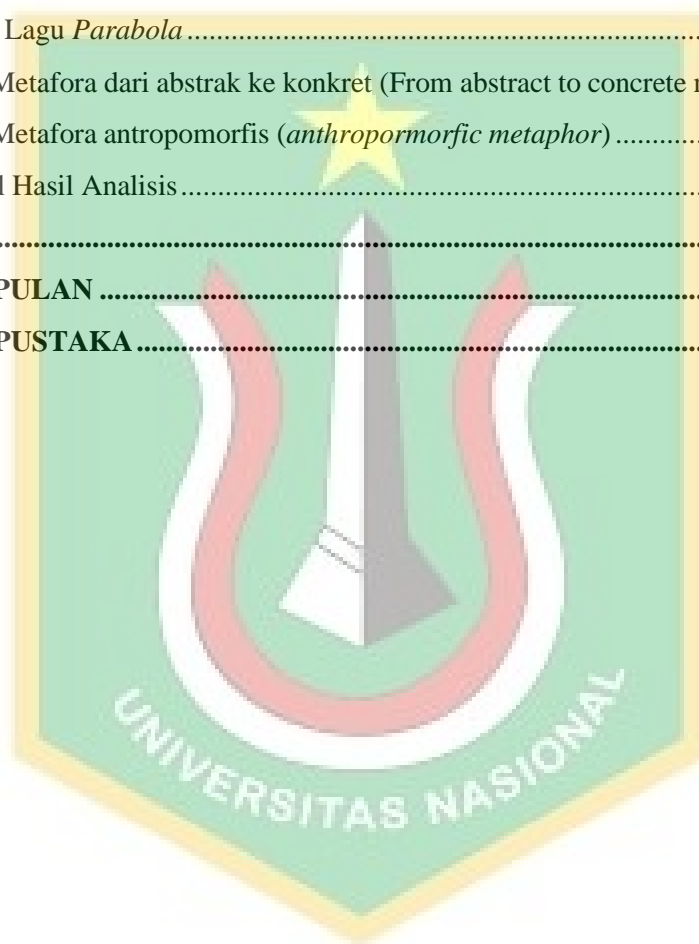 Lagu Parabola ........................................................................
Metafora dari abstrak ke konkret (From abstract to concrete
Metafora antropomorfis (anthropormorfic metaphor) ...............
Hasil Analisis ........................................................................
........................................................................................
PULAN ................................................................................
PUSTAKA ...........................................................................
UNIVERSITAS NASIONAL